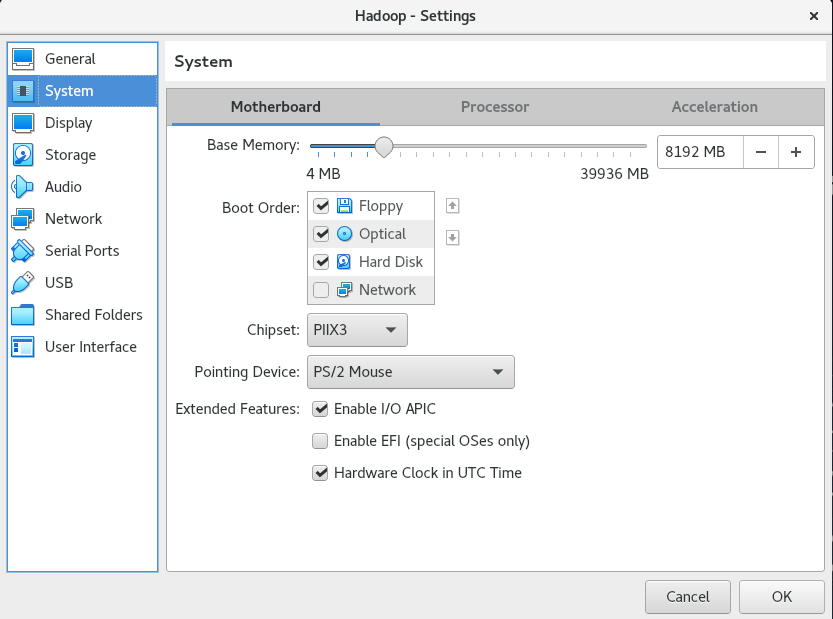 Hadoop - Settings
General
System
Display
Storage
Audio
Network
Serial Ports
USB
Shared Folders
User Interface
System
Motherboard Processor Acceleration
Base Memory: 8192 MB
4 MB 39936 MB
Boot Order: Floppy
Optical
Hard Disk
Network
Chipset: PIIX3
Pointing Device: PS/2 Mouse
Extended Features: Enable I/O APIC
Enable EFI (special OSes only)
Hardware Clock in UTC Time
Cancel OK